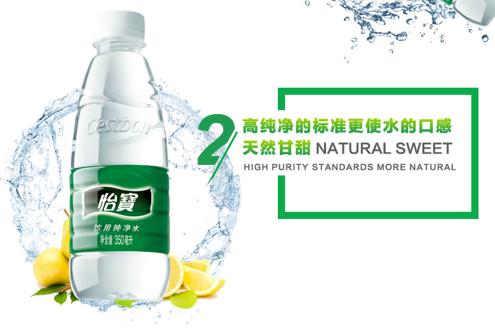 Cestbon
怡寶
饮用纯净水
净含量 350毫升
2
高纯净的标准更使水的口感
天然甘甜 NATURAL SWEET
HIGH PURITY STANDARDS MORE NATURAL